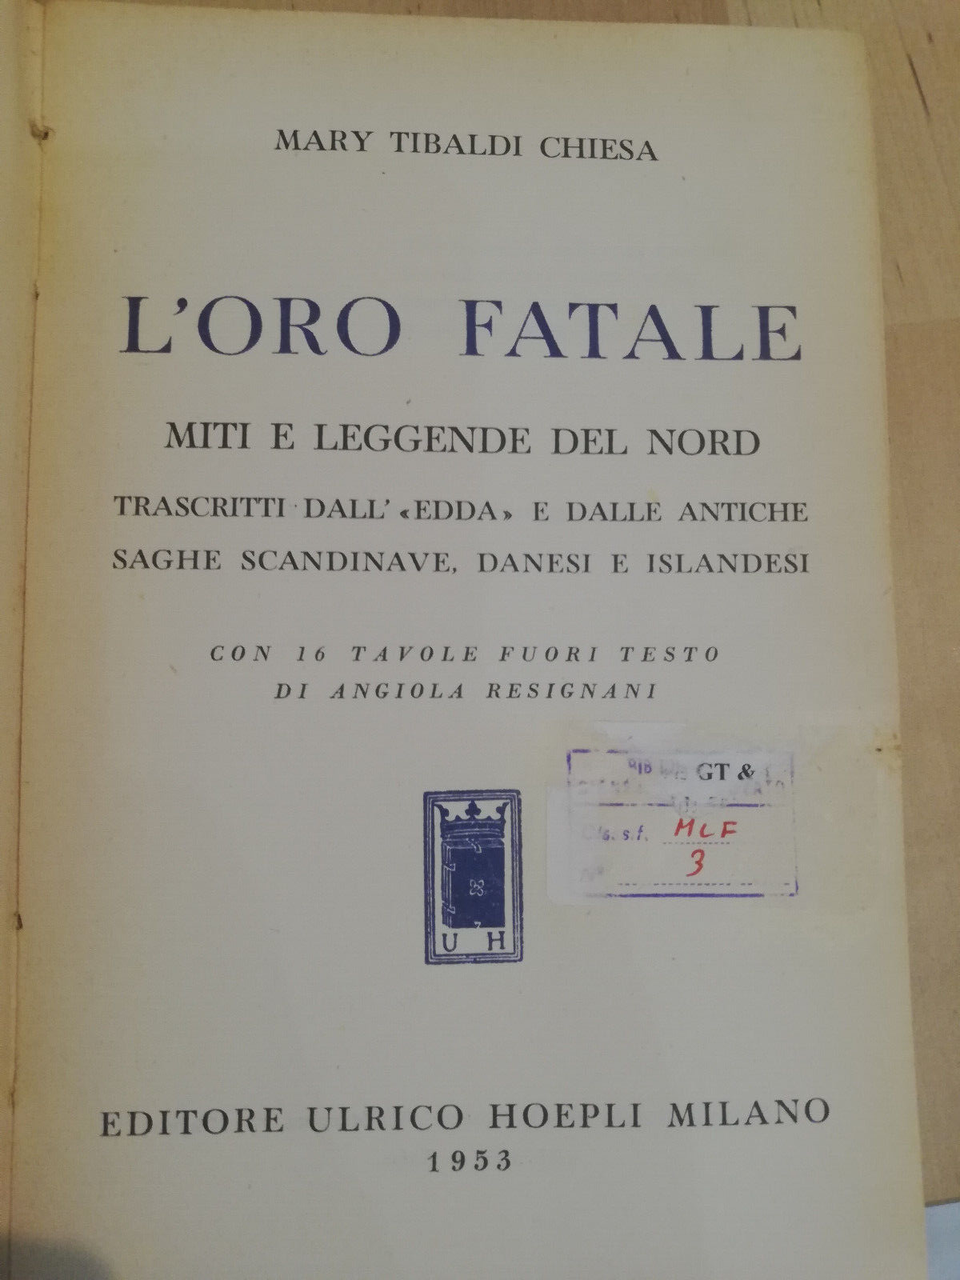 MARY TIBALDI CHIESA
L'ORO FATALE
MITI E LEGGENDE DEL NORD
TRASCRITTI DALL' «EDDA» E DALLE ANTICHE
SAGHE SCANDINAVE, DANESI E ISLANDESI
CON 16 TAVOLE FUORI TESTO
DI ANGIOLA RESIGNANI
GT &
s. f. MLF
3
U H
EDITORE ULRICO HOEPLI MILANO
1953